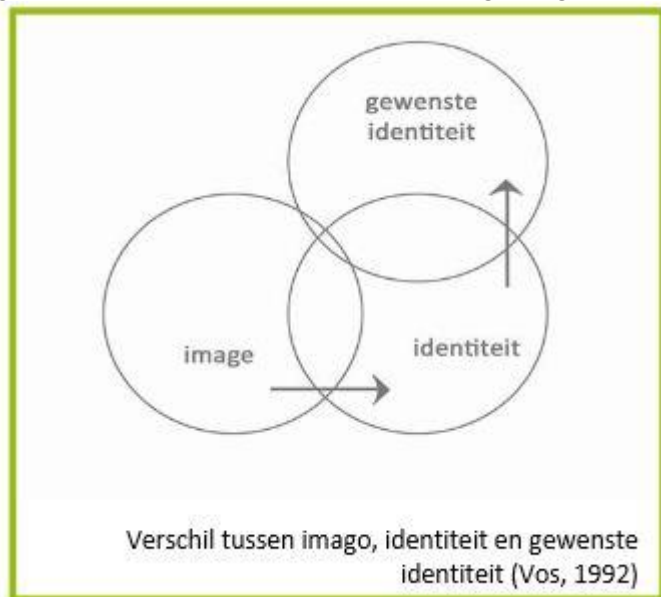 gewenste
identiteit
image
identiteit
Verschil tussen imago, identiteit en gewenste
identiteit (Vos, 1992)